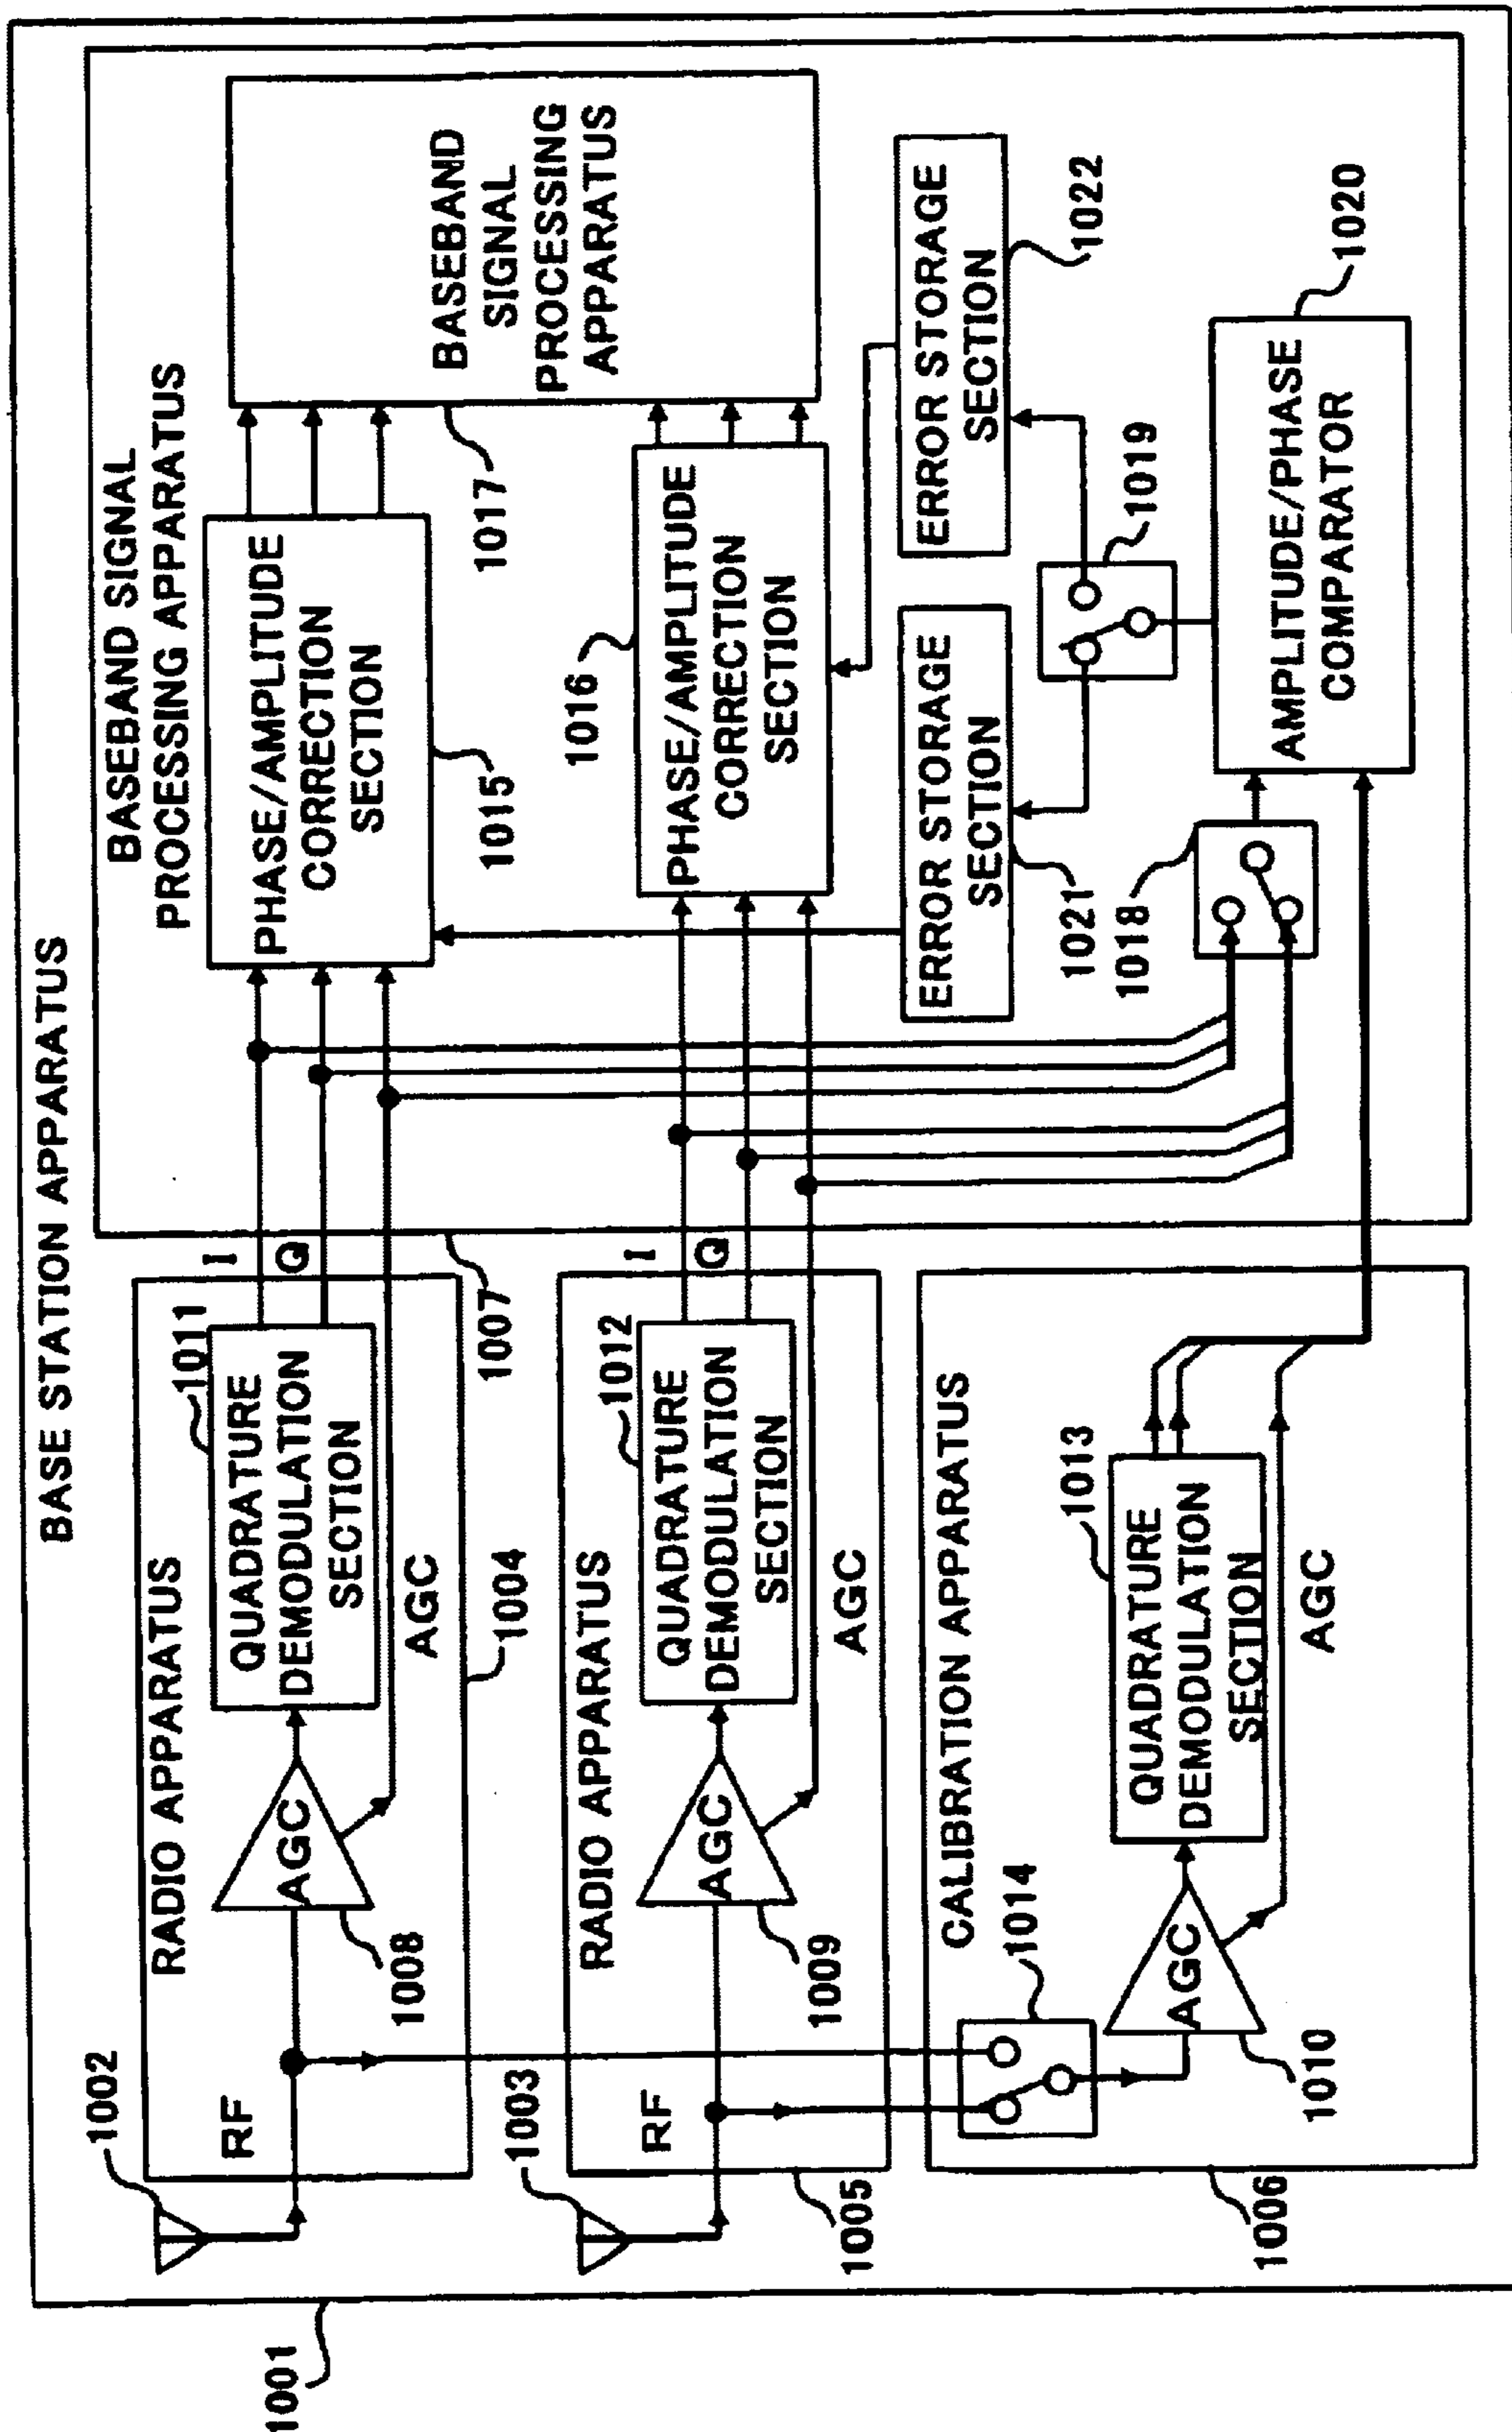 BASE STATION APPARATUS
1001
1002
RF
RADIO APPARATUS
AGC
1008
QUADRATURE
DEMODULATION
SECTION
1011
AGC
1004
I
Q
1003
RF
RADIO APPARATUS
AGC
1009
QUADRATURE
DEMODULATION
SECTION
1012
AGC
1005
I
Q
CALIBRATION APPARATUS
1014
AGC
1010
QUADRATURE
DEMODULATION
SECTION
1013
AGC
1006
BASEBAND SIGNAL
PROCESSING APPARATUS
1007
PHASE/AMPLITUDE
CORRECTION
SECTION
1015
BASEBAND
SIGNAL
PROCESSING
APPARATUS
1017
1016
PHASE/AMPLITUDE
CORRECTION
SECTION
ERROR STORAGE
SECTION
1021
ERROR STORAGE
SECTION
1022
1019
1018
AMPLITUDE/PHASE
COMPARATOR
1020